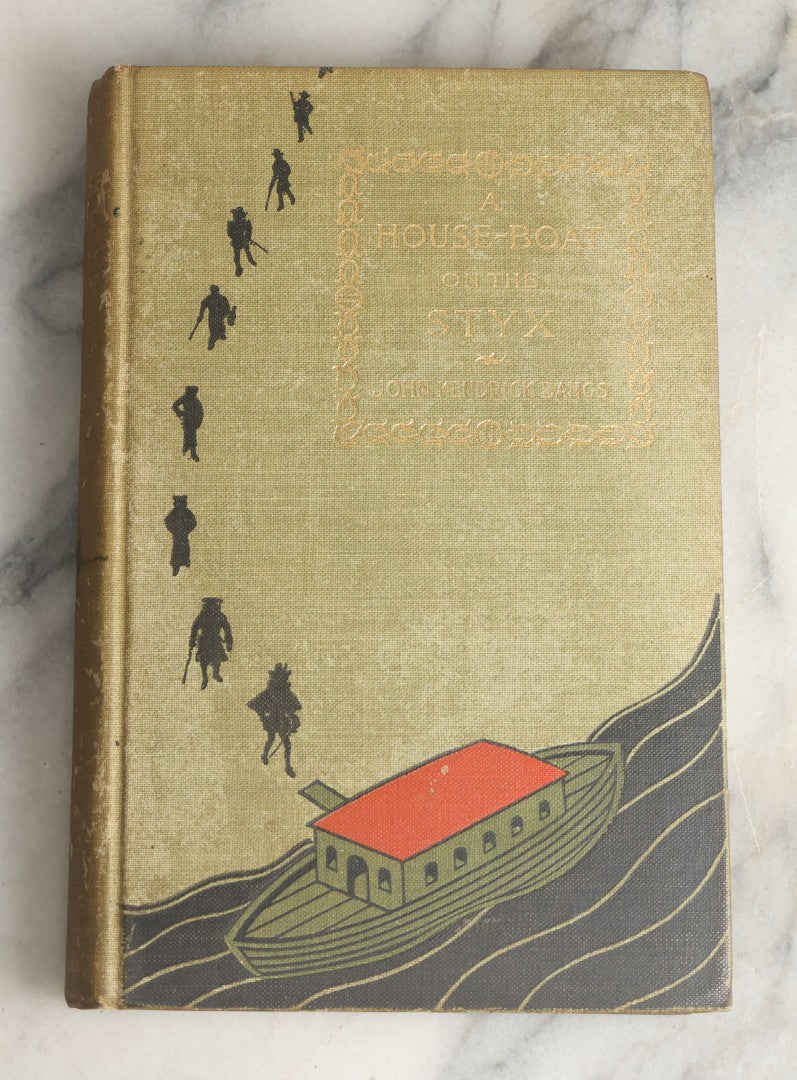 A
HOUSE-BOAT
ON THE
STYX
JOHN KENDRICK BANGS